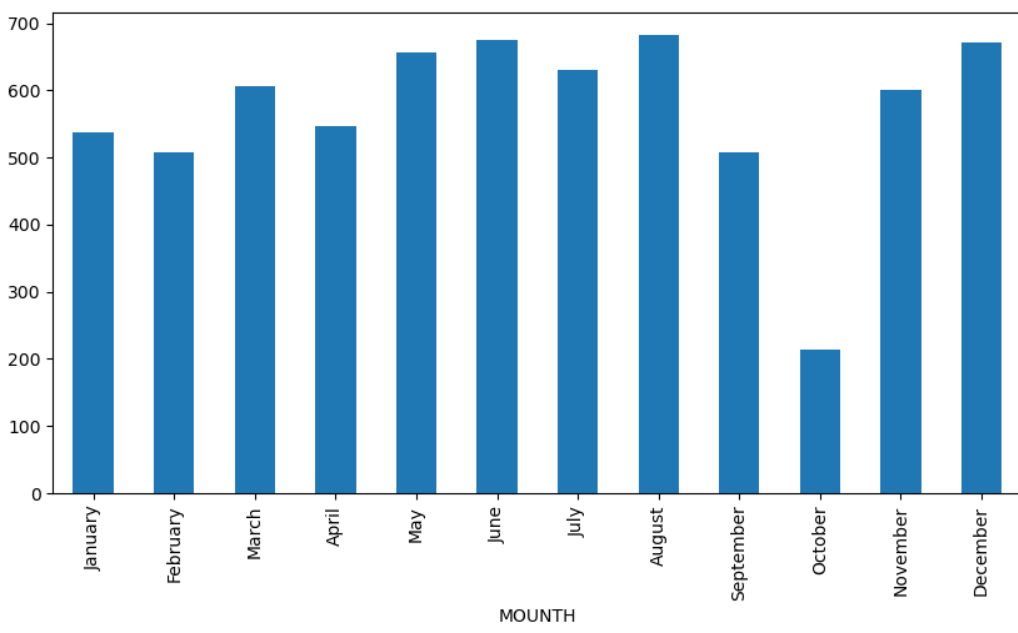 700
600
500
400
300
200
100
0
January
February
March
April
May
June
July
August
September
October
November
December
MOUNTH